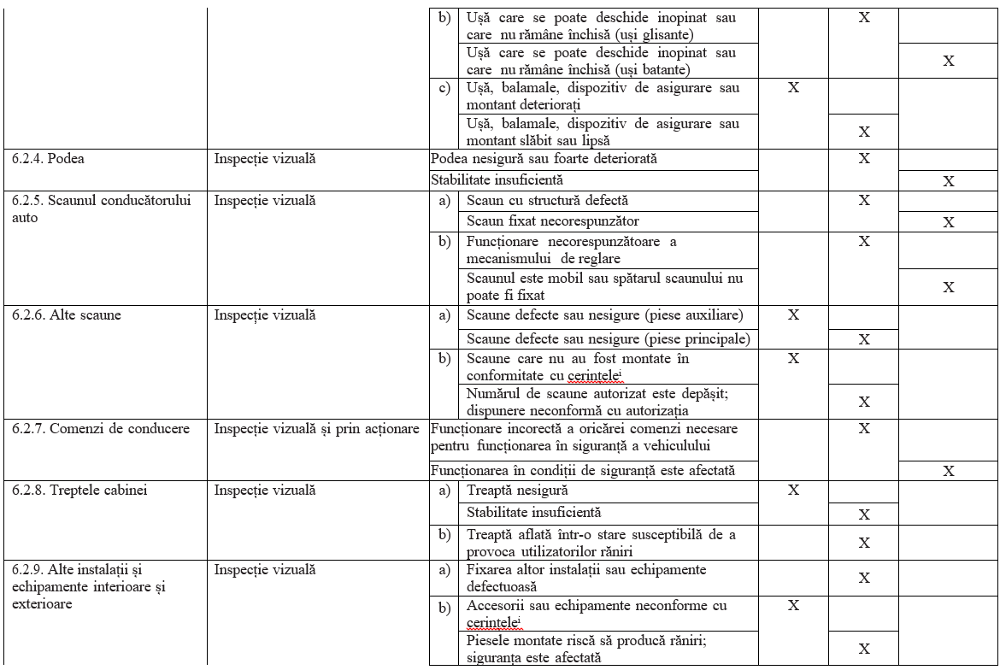 b) Ușă care se poate deschide inopinat sau X
care nu rămâne închisă (uși glisante)
Ușă care se poate deschide inopinat sau
care nu rămâne închisă (uși batante) X
c) Ușă, balamale, dispozitiv de asigurare sau X
montant deteriorați
Ușă, balamale, dispozitiv de asigurare sau
montant slăbit sau lipsă X
6.2.4. Podea Inspecție vizuală Podea nesigură sau foarte deteriorată X
Stabilitate insuficientă X
6.2.5. Scaunul conducătorului Inspecție vizuală a) Scaun cu structură defectă X
auto
Scaun fixat necorespunzător X
b) Funcționare necorespunzătoare a X
mecanismului de reglare
Scaunul este mobil sau spătarul scaunului nu
poate fi fixat X
6.2.6. Alte scaune Inspecție vizuală a) Scaune defecte sau nesigure (piese auxiliare) X
Scaune defecte sau nesigure (piese principale) X
b) Scaune care nu au fost montate în X
conformitate cu cerințeleⁱ
Numărul de scaune autorizat este depășit;
dispunere neconformă cu autorizația X
6.2.7. Comenzi de conducere Inspecție vizuală și prin acționare Funcționare incorectă a oricărei comenzi necesare X
pentru funcționarea în siguranță a vehiculului
Funcționarea în condiții de siguranță este afectată X
6.2.8. Treptele cabinei Inspecție vizuală a) Treaptă nesigură X
Stabilitate insuficientă X
b) Treaptă aflată într-o stare susceptibilă de a
provoca utilizatorilor răniri X
6.2.9. Alte instalații și Inspecție vizuală a) Fixarea altor instalații sau echipamente
echipamente interioare și defectuoasă X
exterioare
b) Accesorii sau echipamente neconforme cu X
cerințeleⁱ
Piesele montate riscă să producă răniri;
siguranța este afectată X